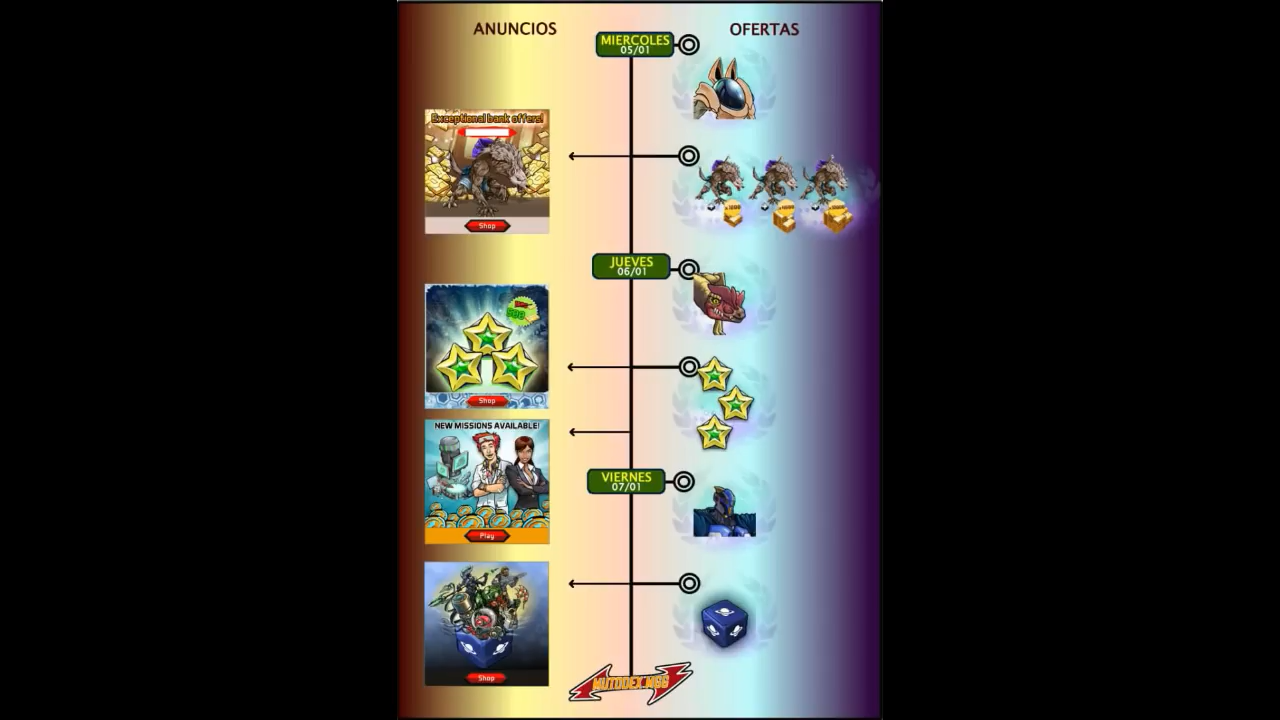 ANUNCIOS
OFERTAS
MIERCOLES
05/01
Exceptional bank offers!
Shop
JUEVES
06/01
Shop
NEW MISSIONS AVAILABLE!
Play
VIERNES
07/01
Shop
MUTODEX MGG